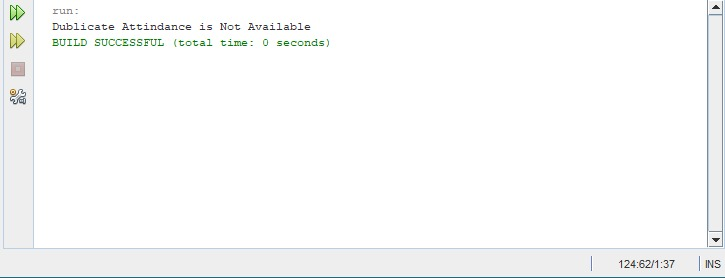 run:
Dublicate Attindance is Not Available
BUILD SUCCESSFUL (total time: 0 seconds)
124:62/1:37 INS